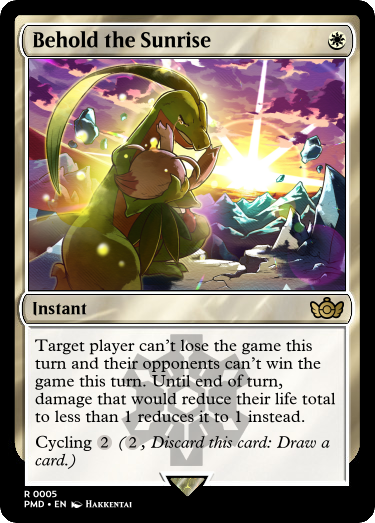 Behold the Sunrise
Instant
Target player can't lose the game this
turn and their opponents can't win the
game this turn. Until end of turn,
damage that would reduce their life total
to less than 1 reduces it to 1 instead.
Cycling 2 (2, Discard this card: Draw a
card.)
R 0005
PMD • EN HAKKENTAI